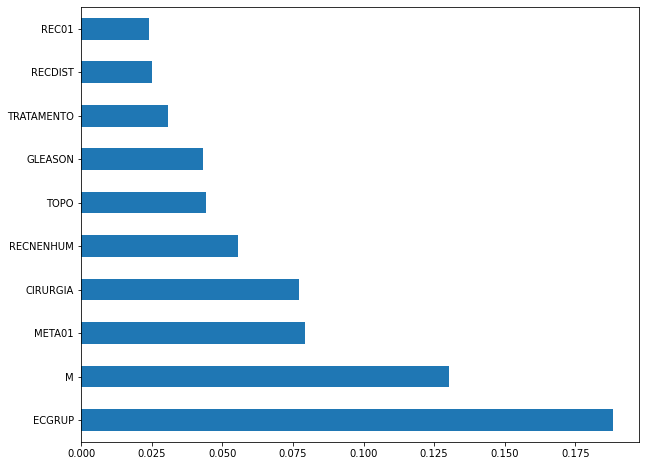 REC01
RECDIST
TRATAMENTO
GLEASON
TOPO
RECNENHUM
CIRURGIA
META01
M
ECGRUP
0.000 0.025 0.050 0.075 0.100 0.125 0.150 0.175